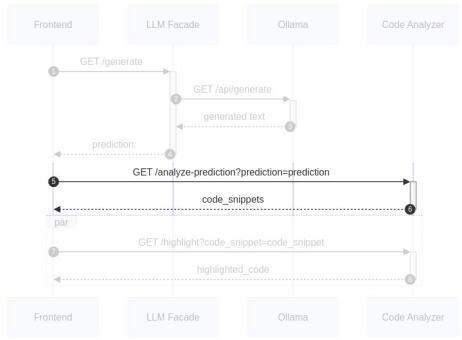 Frontend
LLM Facade
Ollama
Code Analyzer
1
GET /generate
2
GET /api/generate
generated text
3
prediction
4
GET /analyze-prediction?prediction=prediction
5
code_snippets
6
par
GET /highlight?code_snippet=code_snippet
7
highlighted_code
8
Frontend
LLM Facade
Ollama
Code Analyzer